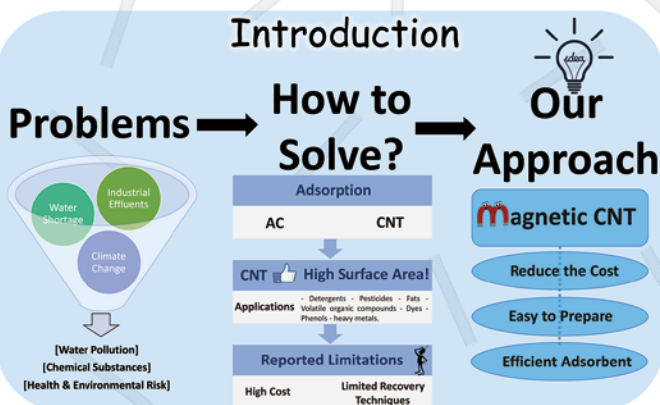 Introduction
idea
Problems
How to
Solve?
Our
Approach
Water
Shortage
Industrial
Effluents
Climate
Change
[Water Pollution]
[Chemical Substances]
[Health & Environmental Risk]
Adsorption
AC CNT
CNT High Surface Area!
Applications
- Detergents - Pesticides - Fats -
Volatile organic compounds - Dyes -
Phenols - heavy metals.
Reported Limitations
High Cost
Limited Recovery
Techniques
magnetic CNT
Reduce the Cost
Easy to Prepare
Efficient Adsorbent